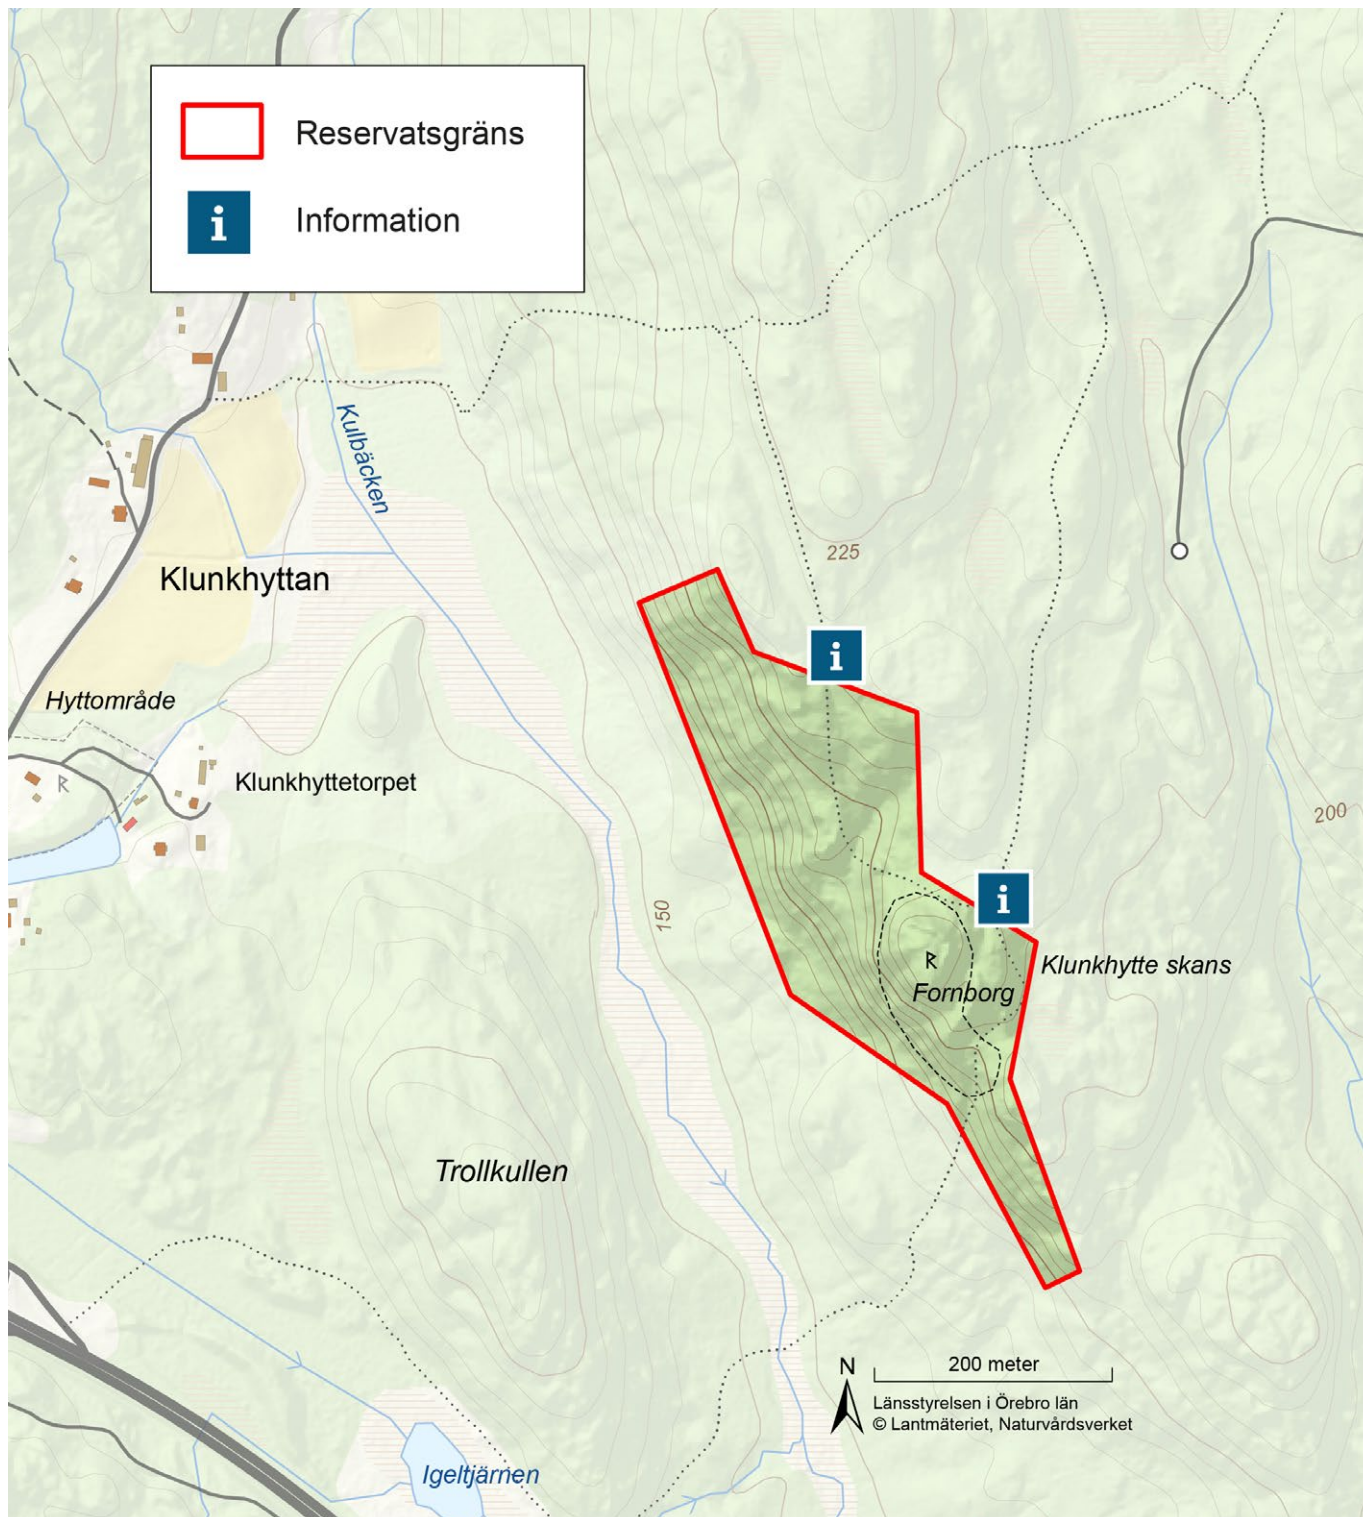 Reservatsgräns
i
Information
Kulbäcken
225
Klunkhyttan
i
Hyttområde
R
Klunkhyttetorpet
200
150
i
R
Klunkhytte skans
Fornborg
Trollkullen
N
200 meter
Länsstyrelsen i Örebro län
© Lantmäteriet, Naturvårdsverket
Igeltjärnen